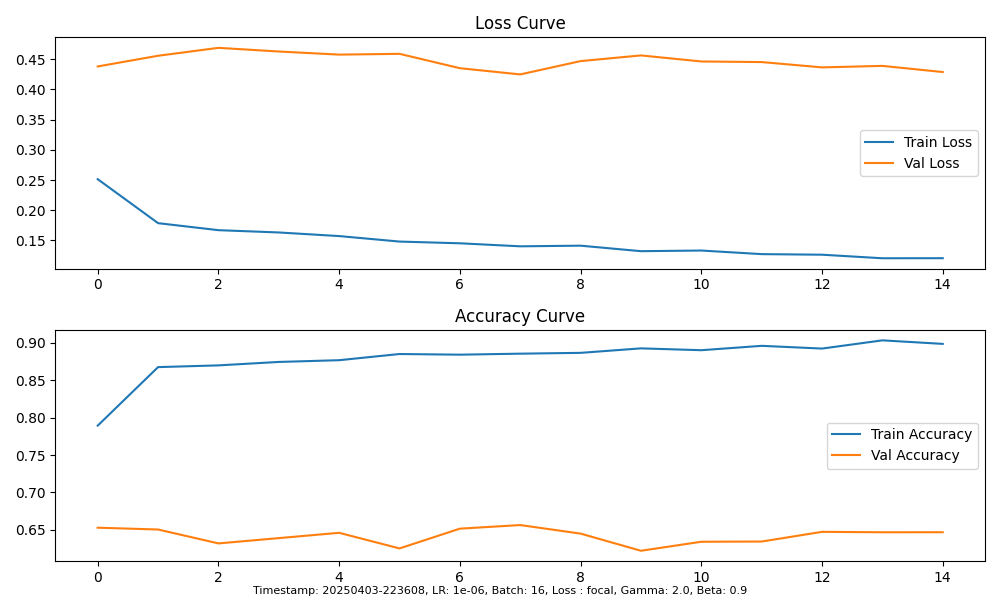 Loss Curve
0.45
0.40
0.35
0.30
0.25
0.20
0.15
Train Loss
Val Loss
0 2 4 6 8 10 12 14
Accuracy Curve
0.90
0.85
0.80
0.75
0.70
0.65
Train Accuracy
Val Accuracy
0 2 4 6 8 10 12 14
Timestamp: 20250403-223608, LR: 1e-06, Batch: 16, Loss : focal, Gamma: 2.0, Beta: 0.9